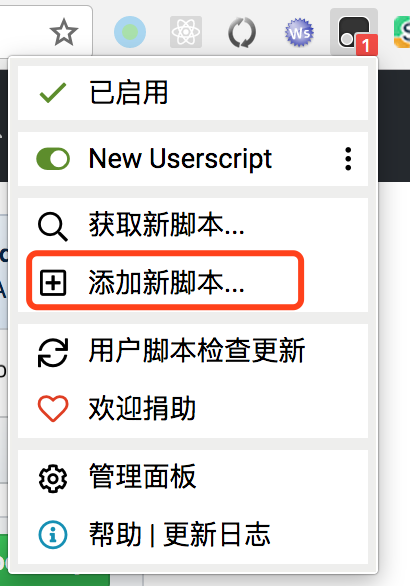 Ws
1
已启用
New Userscript
获取新脚本...
添加新脚本...
用户脚本检查更新
欢迎捐助
管理面板
帮助 | 更新日志